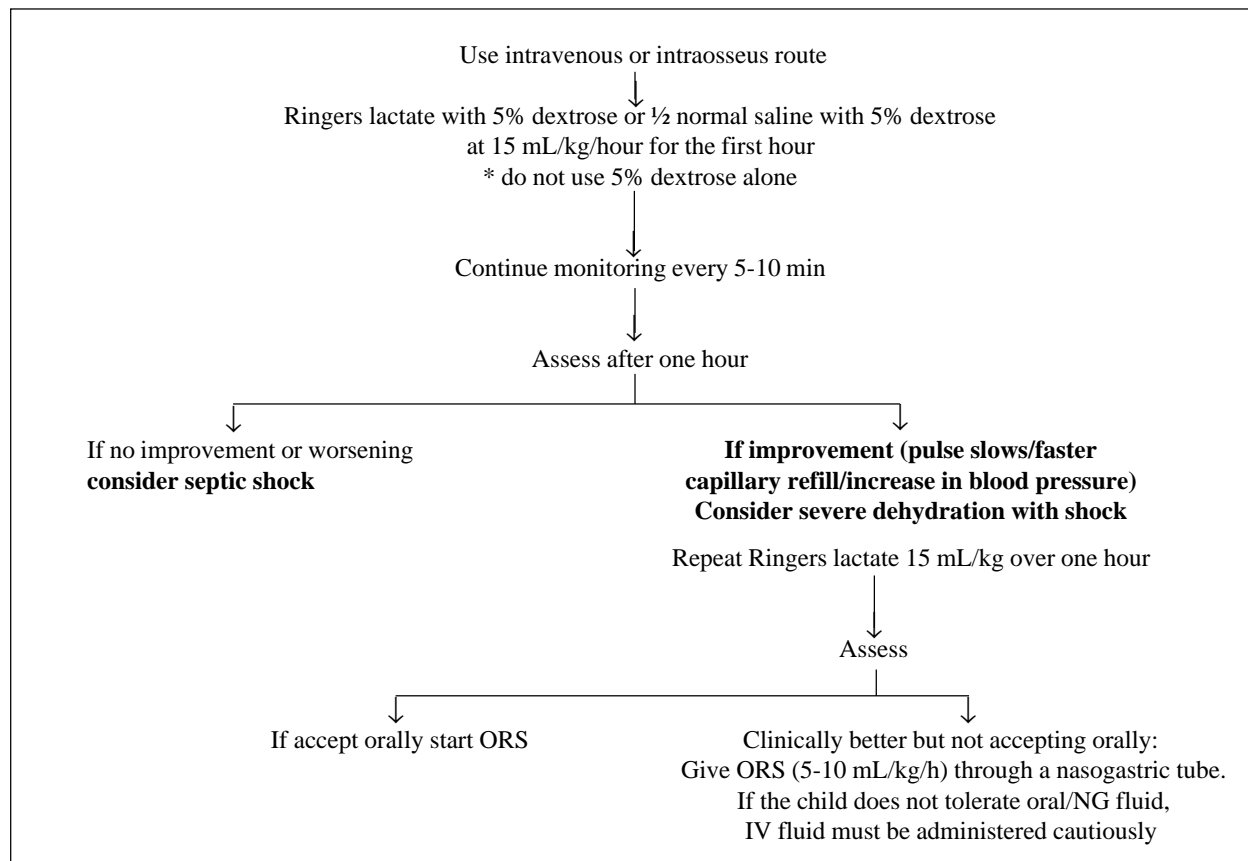 Use intravenous or intraosseus route
Ringers lactate with 5% dextrose or ½ normal saline with 5% dextrose
at 15 mL/kg/hour for the first hour
* do not use 5% dextrose alone
Continue monitoring every 5-10 min
Assess after one hour
If no improvement or worsening
consider septic shock
If improvement (pulse slows/faster
capillary refill/increase in blood pressure)
Consider severe dehydration with shock
Repeat Ringers lactate 15 mL/kg over one hour
Assess
If accept orally start ORS
Clinically better but not accepting orally:
Give ORS (5-10 mL/kg/h) through a nasogastric tube.
If the child does not tolerate oral/NG fluid,
IV fluid must be administered cautiously